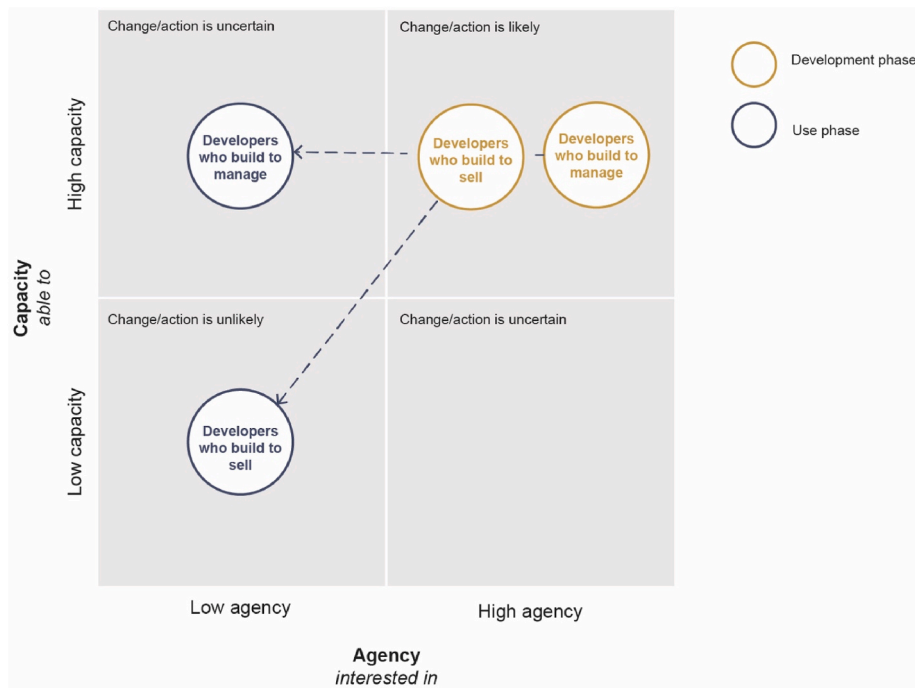 Change/action is uncertain
Change/action is likely
Development phase
Use phase
High capacity
Developers
who build to
manage
Developers
who build to
sell
Developers
who build to
manage
Capacity
able to
Change/action is unlikely
Change/action is uncertain
Low capacity
Developers
who build to
sell
Low agency
High agency
Agency
interested in